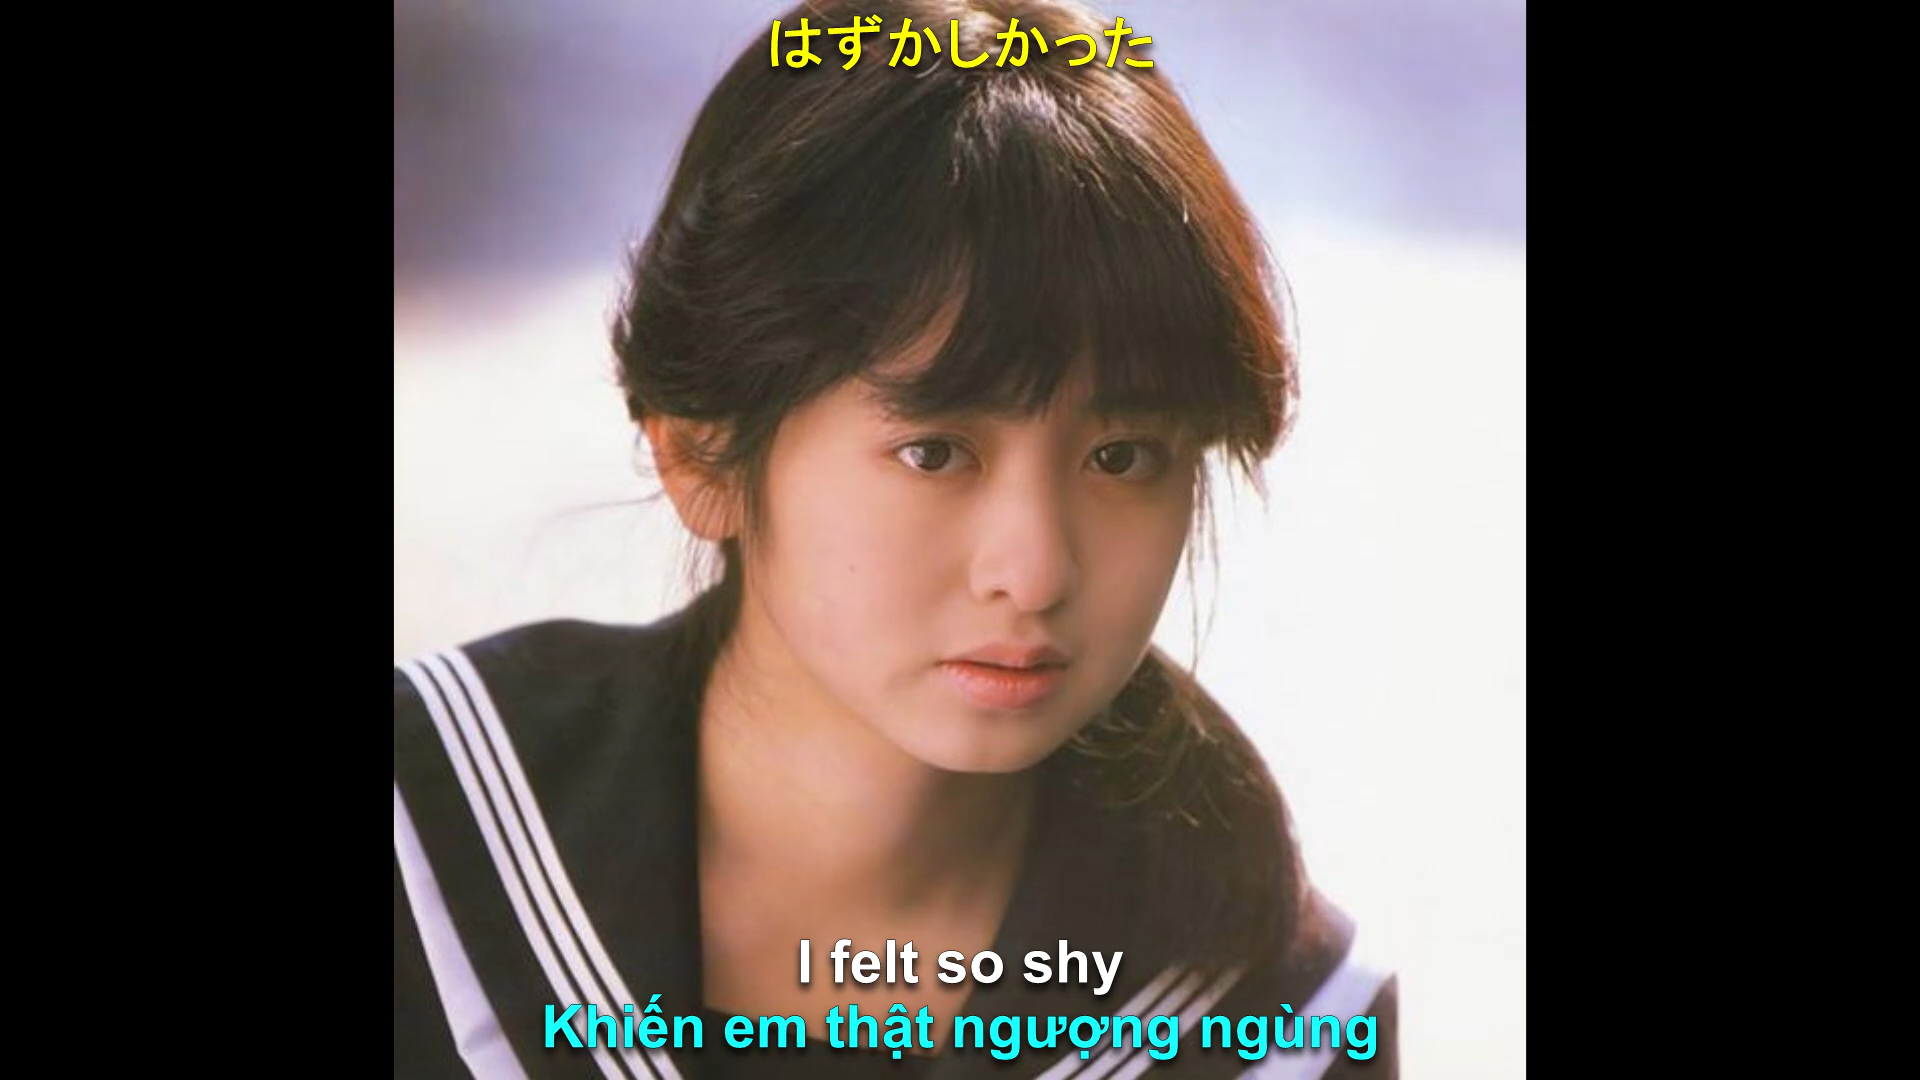 はずかしかった
I felt so shy
Khiến em thật ngượng ngùng